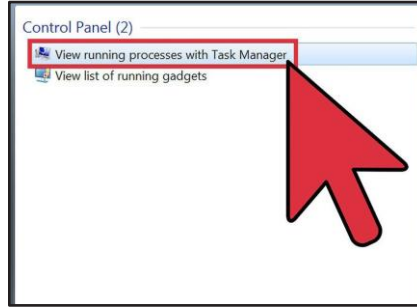 Control Panel (2)
View running processes with Task Manager
View list of running gadgets